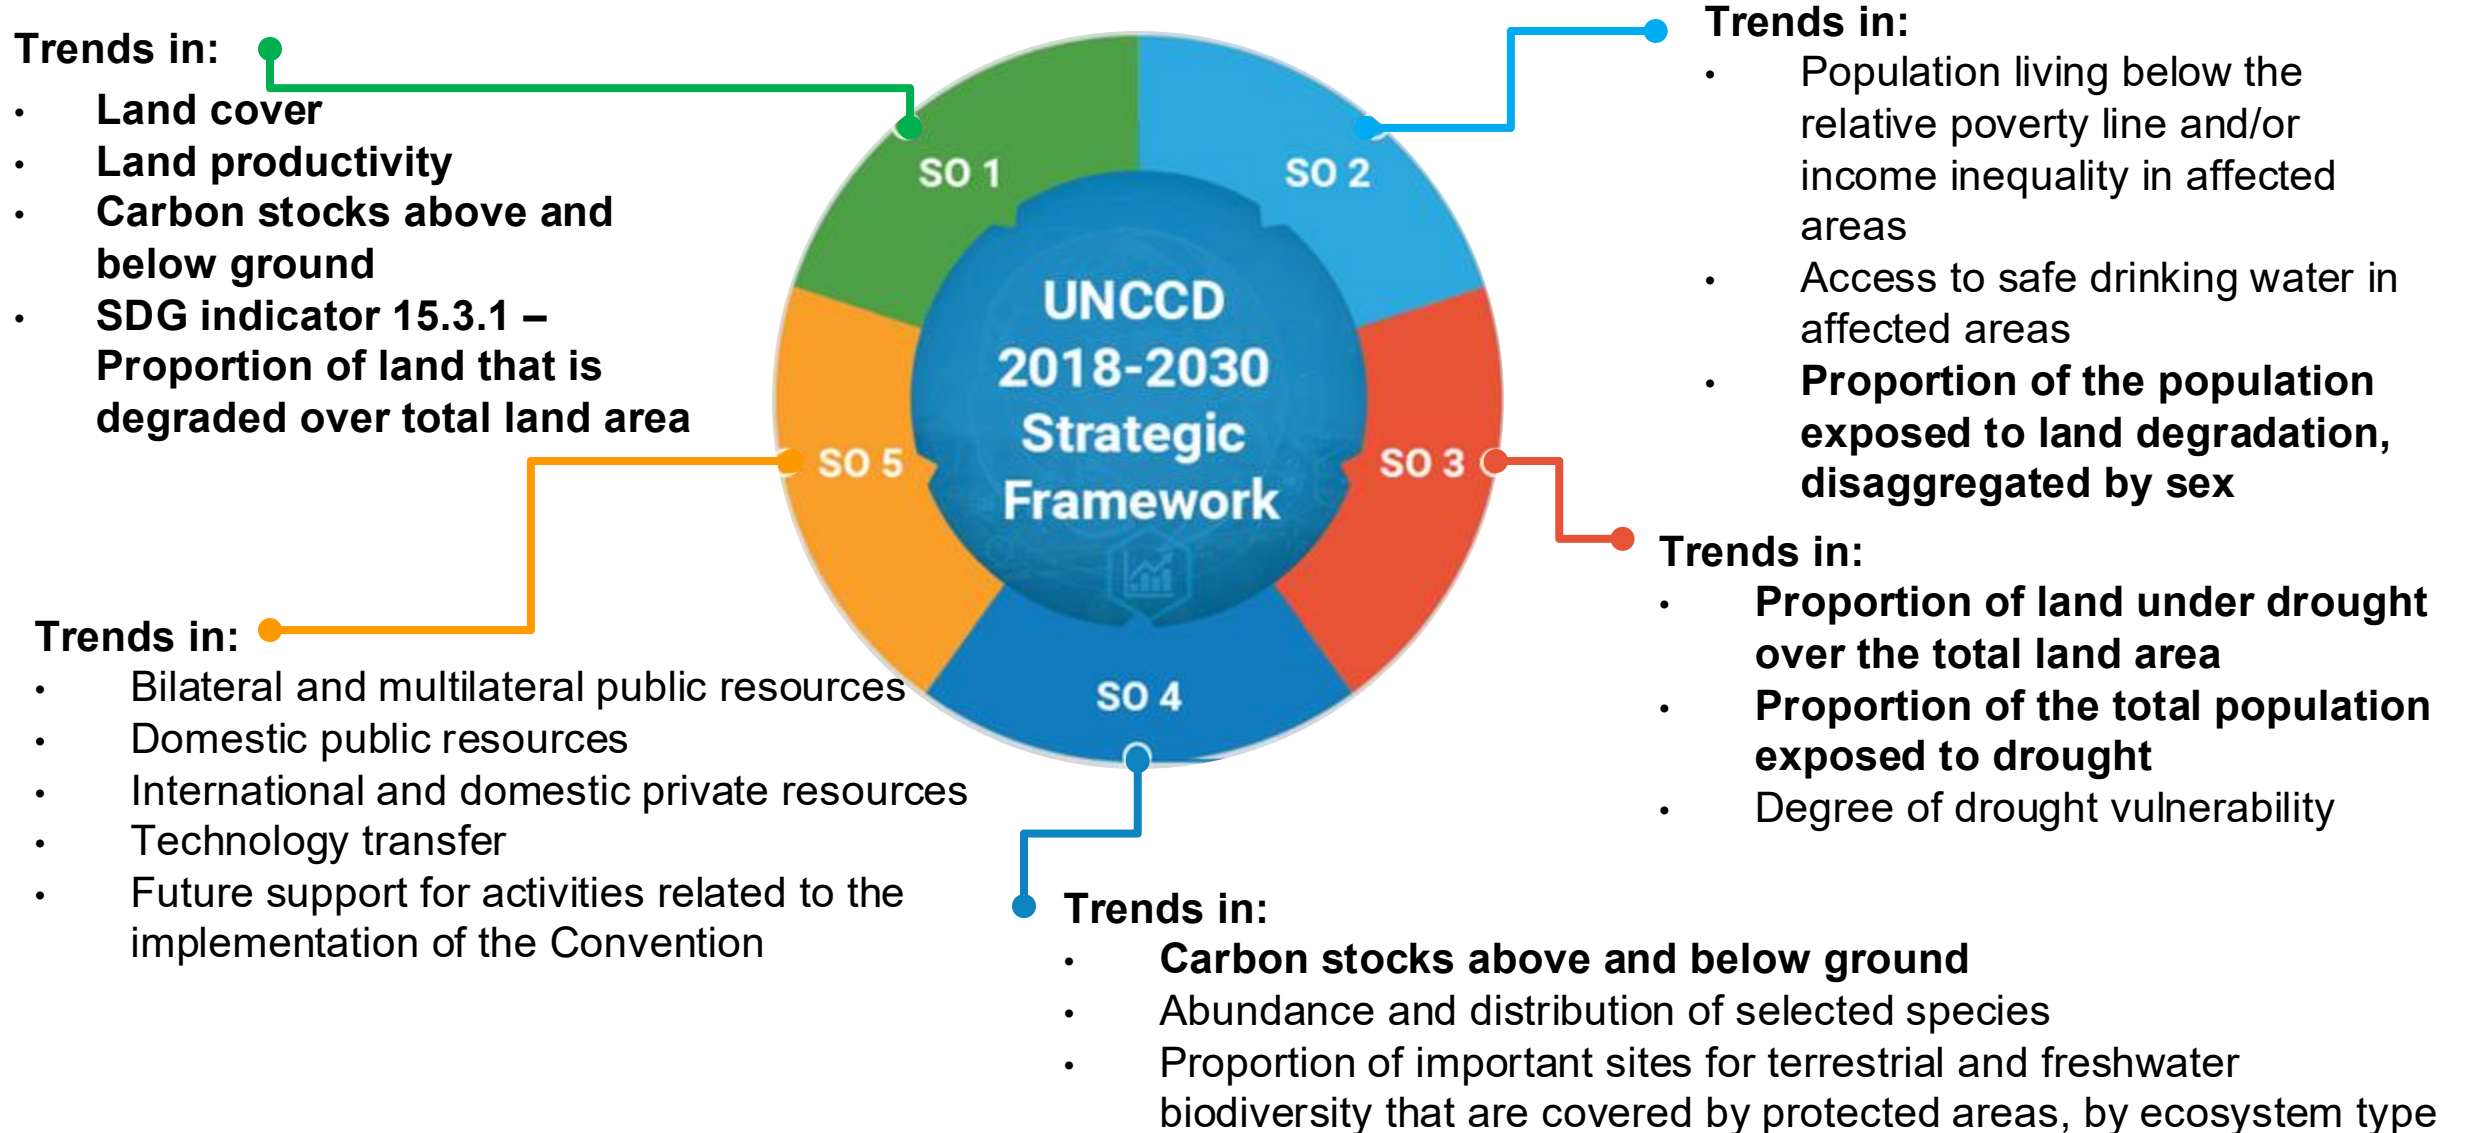 Trends in:
• Land cover
• Land productivity
• Carbon stocks above and
below ground
• SDG indicator 15.3.1 –
Proportion of land that is
degraded over total land area
SO 1
SO 2
SO 3
SO 4
SO 5
UNCCD
2018-2030
Strategic
Framework
Trends in:
• Population living below the
relative poverty line and/or
income inequality in affected
areas
• Access to safe drinking water in
affected areas
• Proportion of the population
exposed to land degradation,
disaggregated by sex
Trends in:
• Proportion of land under drought
over the total land area
• Proportion of the total population
exposed to drought
• Degree of drought vulnerability
Trends in:
• Carbon stocks above and below ground
• Abundance and distribution of selected species
• Proportion of important sites for terrestrial and freshwater
biodiversity that are covered by protected areas, by ecosystem type
Trends in:
• Bilateral and multilateral public resources
• Domestic public resources
• International and domestic private resources
• Technology transfer
• Future support for activities related to the
implementation of the Convention